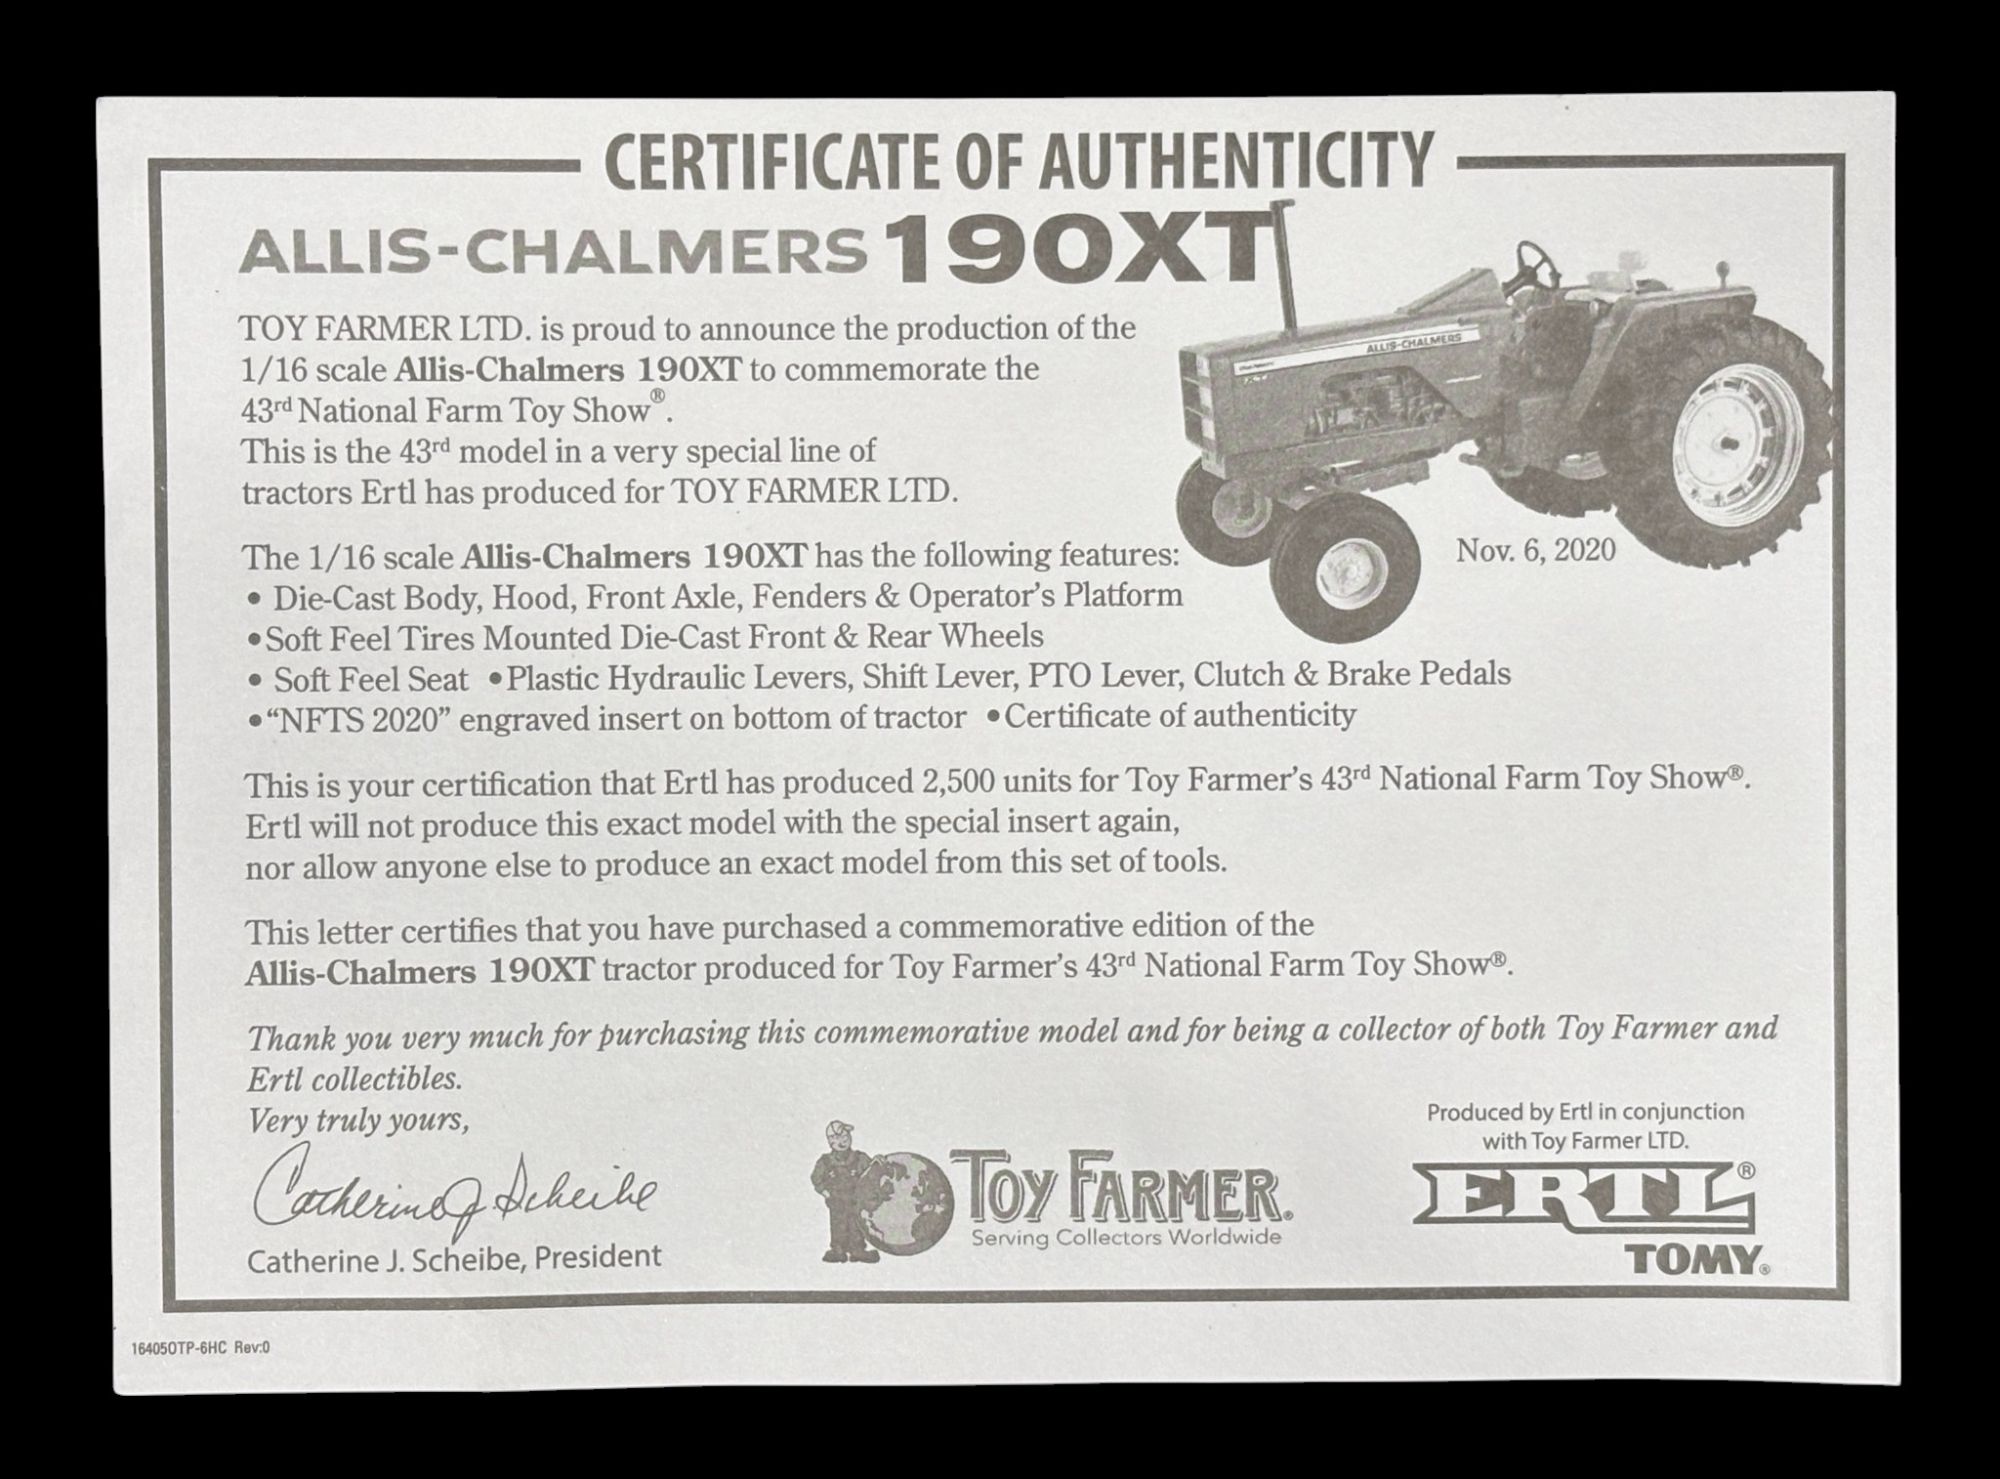 CERTIFICATE OF AUTHENTICITY
ALLIS-CHALMERS 190XT
TOY FARMER LTD. is proud to announce the production of the
1/16 scale Allis-Chalmers 190XT to commemorate the
43rd National Farm Toy Show®.
This is the 43rd model in a very special line of
tractors Ertl has produced for TOY FARMER LTD.
ALLIS-CHALMERS
Nov. 6, 2020
The 1/16 scale Allis-Chalmers 190XT has the following features:
• Die-Cast Body, Hood, Front Axle, Fenders & Operator's Platform
• Soft Feel Tires Mounted Die-Cast Front & Rear Wheels
• Soft Feel Seat • Plastic Hydraulic Levers, Shift Lever, PTO Lever, Clutch & Brake Pedals
• “NFTS 2020” engraved insert on bottom of tractor • Certificate of authenticity
This is your certification that Ertl has produced 2,500 units for Toy Farmer's 43rd National Farm Toy Show®.
Ertl will not produce this exact model with the special insert again,
nor allow anyone else to produce an exact model from this set of tools.
This letter certifies that you have purchased a commemorative edition of the
Allis-Chalmers 190XT tractor produced for Toy Farmer's 43rd National Farm Toy Show®.
Thank you very much for purchasing this commemorative model and for being a collector of both Toy Farmer and
Ertl collectibles.
Very truly yours,
Catherine J. Scheibe
Catherine J. Scheibe, President
TOY FARMER®
Serving Collectors Worldwide
Produced by Ertl in conjunction
with Toy Farmer LTD.
ERTL®
TOMY®
16405OTP-6HC Rev:0